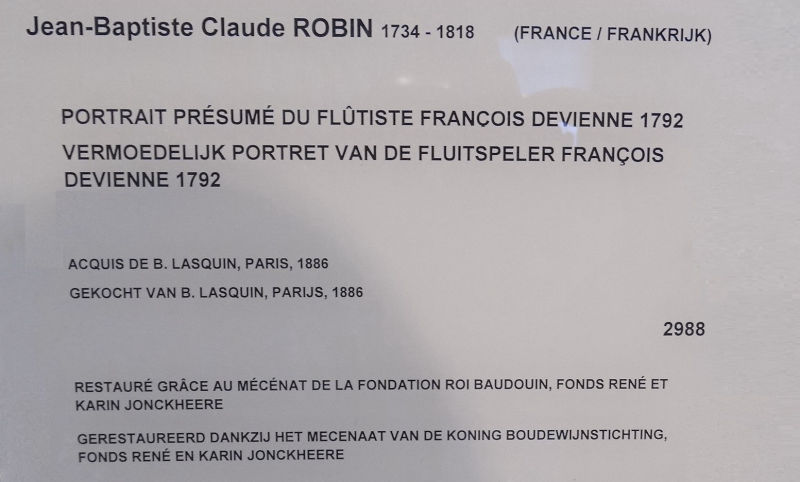 Jean-Baptiste Claude ROBIN 1734 - 1818 (FRANCE / FRANKRIJK)
PORTRAIT PRÉSUMÉ DU FLÛTISTE FRANÇOIS DEVIENNE 1792
VERMOEDELIJK PORTRET VAN DE FLUITSPELER FRANÇOIS
DEVIENNE 1792
ACQUIS DE B. LASQUIN, PARIS, 1886
GEKOCHT VAN B. LASQUIN, PARIJS, 1886
2988
RESTAURÉ GRÂCE AU MÉCÉNAT DE LA FONDATION ROI BAUDOUIN, FONDS RENÉ ET
KARIN JONCKHEERE
GERESTAUREERD DANKZIJ HET MECENAAT VAN DE KONING BOUDEWIJNSTICHTING,
FONDS RENÉ EN KARIN JONCKHEERE